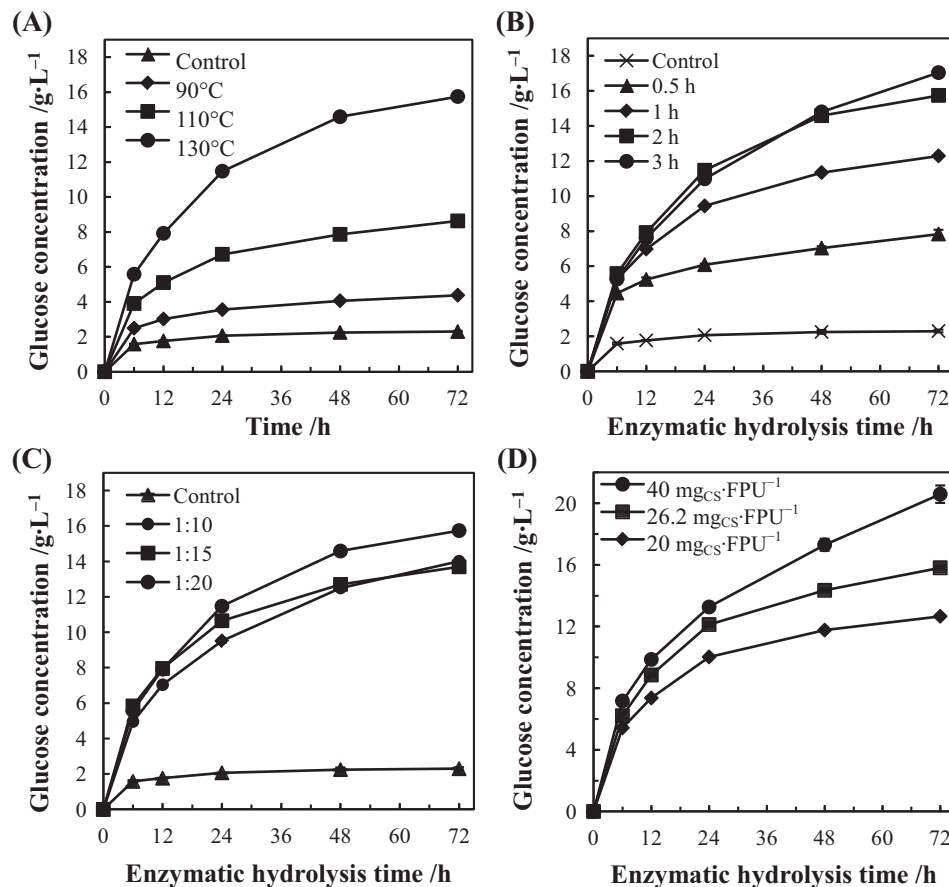 (A)
Glucose concentration /g·L⁻¹
18
16
14
12
10
8
6
4
2
0
Control
90°C
110°C
130°C
0 12 24 36 48 60 72
Time /h
(B)
Glucose concentration /g·L⁻¹
18
16
14
12
10
8
6
4
2
0
Control
0.5 h
1 h
2 h
3 h
0 12 24 36 48 60 72
Enzymatic hydrolysis time /h
(C)
Glucose concentration /g·L⁻¹
18
16
14
12
10
8
6
4
2
0
Control
1:10
1:15
1:20
0 12 24 36 48 60 72
Enzymatic hydrolysis time /h
(D)
Glucose concentration /g·L⁻¹
20
16
12
8
4
0
40 mgCS·FPU⁻¹
26.2 mgCS·FPU⁻¹
20 mgCS·FPU⁻¹
0 12 24 36 48 60 72
Enzymatic hydrolysis time /h